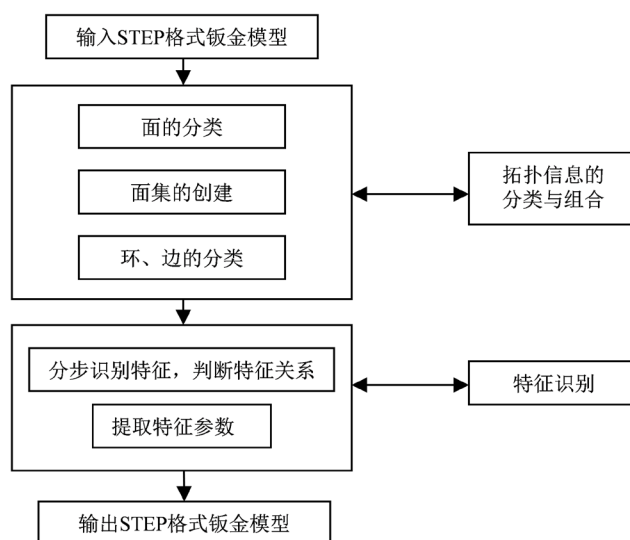 输入STEP格式钣金模型
面的分类
面集的创建
环、边的分类
拓扑信息的
分类与组合
分步识别特征，判断特征关系
提取特征参数
特征识别
输出STEP格式钣金模型